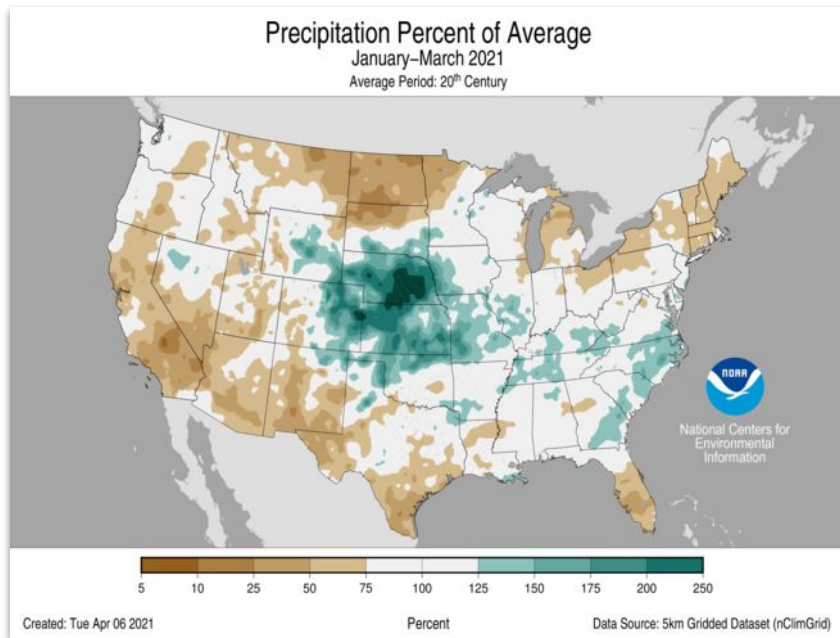 Precipitation Percent of Average
January–March 2021
Average Period: 20th Century
NOAA
National Centers for
Environmental
Information
5 10 25 50 75 100 125 150 175 200 250
Created: Tue Apr 06 2021 Percent Data Source: 5km Gridded Dataset (nClimGrid)